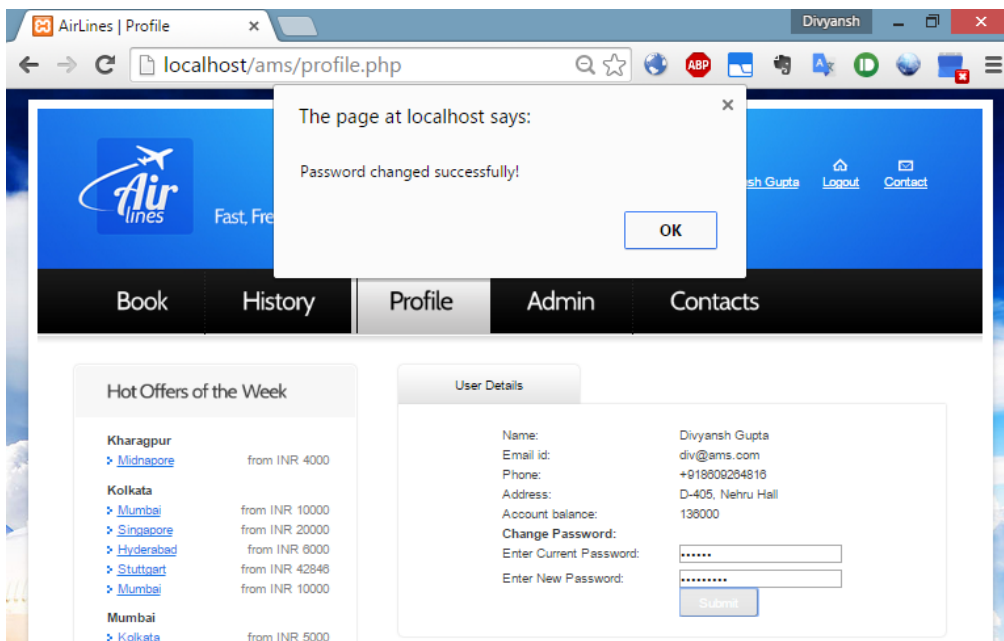 AirLines | Profile
Divyansh
localhost/ams/profile.php
ABP
The page at localhost says:
Password changed successfully!
OK
Air
lines
Fast, Fre
sh Gupta
Logout
Contact
Book
History
Profile
Admin
Contacts
Hot Offers of the Week
Kharagpur
Midnapore from INR 4000
Kolkata
Mumbai from INR 10000
Singapore from INR 20000
Hyderabad from INR 6000
Stuttgart from INR 42846
Mumbai from INR 10000
Mumbai
Kolkata from INR 5000
User Details
Name: Divyansh Gupta
Email id: div@ams.com
Phone: +918609264816
Address: D-405, Nehru Hall
Account balance: 136000
Change Password:
Enter Current Password: ••••••
Enter New Password: •••••••••
Submit